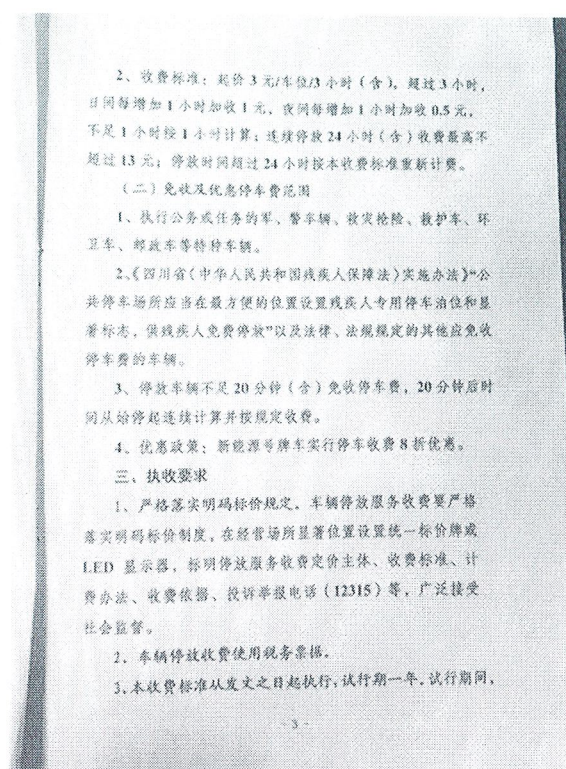 2、收费标准：起价 3 元/车位/3 小时（含），超过 3 小时，
日间每增加 1 小时加收 1 元，夜间每增加 1 小时加收 0.5 元，
不足 1 小时按 1 小时计算；连续停放 24 小时（含）收费最高不
超过 13 元；停放时间超过 24 小时按本收费标准重新计费。
（二）免收及优惠停车费范围
1、执行公务或任务的军、警车辆、救灾抢险、救护车、环
卫车、邮政车等特种车辆。
2、《四川省〈中华人民共和国残疾人保障法〉实施办法》“公
共停车场所应当在最方便的位置设置残疾人专用停车泊位和显
著标志，供残疾人免费停放”以及法律、法规规定的其他应免收
停车费的车辆。
3、停放车辆不足 20 分钟（含）免收停车费，20 分钟后时
间从始停起连续计算并按规定收费。
4、优惠政策：新能源号牌车实行停车收费 8 折优惠。
三、执收要求
1、严格落实明码标价规定。车辆停放服务收费要严格
落实明码标价制度，在经营场所显著位置设置统一标价牌或
LED 显示器，标明停放服务收费定价主体、收费标准、计
费办法、收费依据、投诉举报电话（12315）等，广泛接受
社会监督。
2、车辆停放收费使用税务票据。
3、本收费标准从发文之日起执行，试行期一年。试行期间，
- 3 -